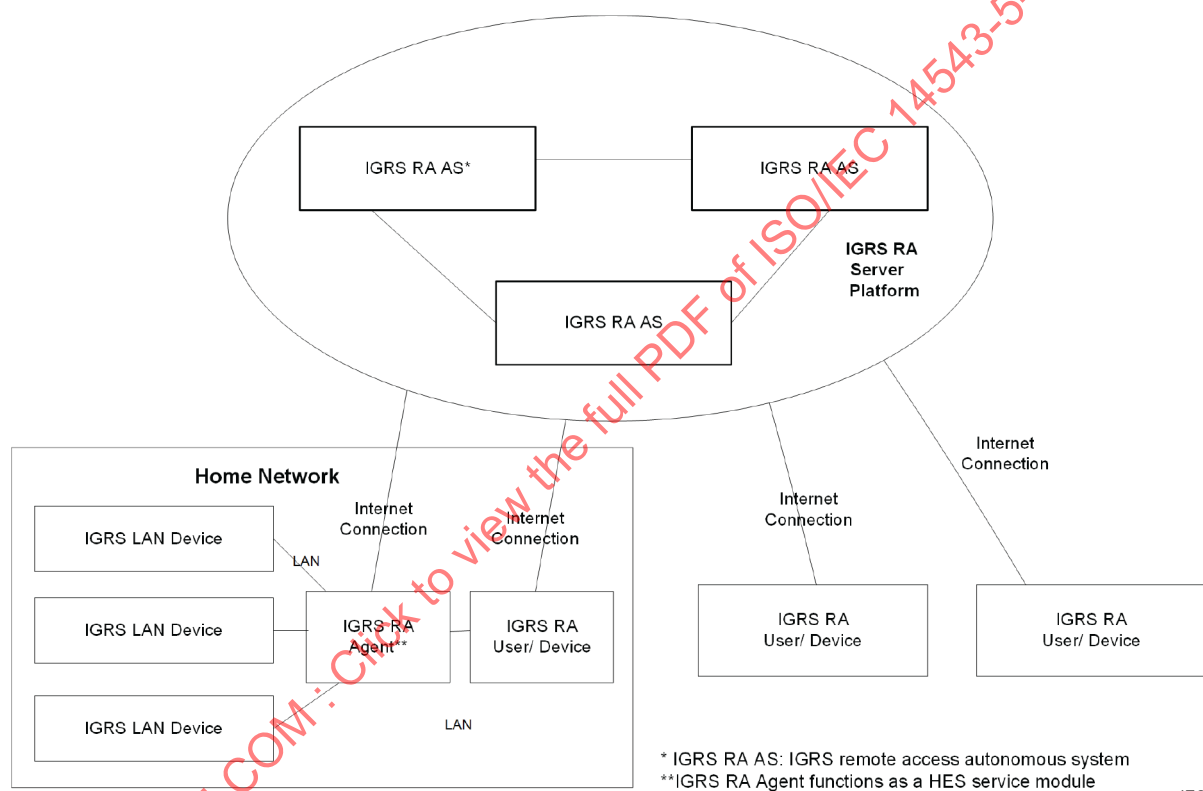 IGRS RA AS*
IGRS RA AS
IGRS RA
Server
Platform
IGRS RA AS
Internet
Connection
Home Network
Internet
Connection
Internet
Connection
Internet
Connection
IGRS LAN Device
LAN
IGRS LAN Device
IGRS RA
Agent**
IGRS RA
User/ Device
IGRS RA
User/ Device
IGRS RA
User/ Device
IGRS LAN Device
LAN
* IGRS RA AS: IGRS remote access autonomous system
**IGRS RA Agent functions as a HES service module
COM : Click to view the full PDF of ISO/IEC 14543-5-